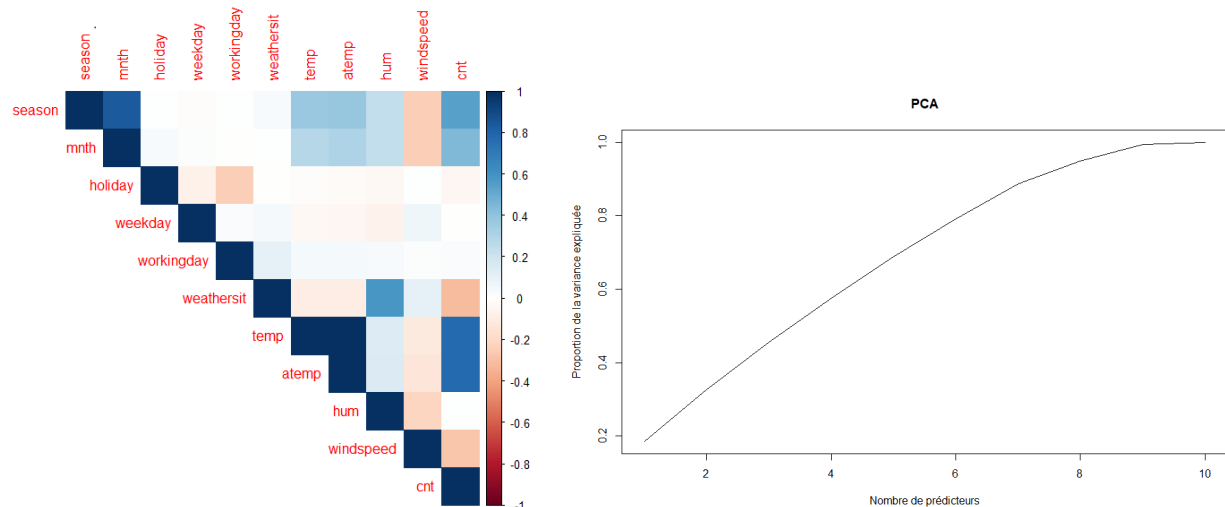 season
mnth
holiday
weekday
workingday
weathersit
temp
atemp
hum
windspeed
cnt
season
mnth
holiday
weekday
workingday
weathersit
temp
atemp
hum
windspeed
cnt
1
0.8
0.6
0.4
0.2
0
-0.2
-0.4
-0.6
-0.8
-1
PCA
Proportion de la variance expliquée
1.0
0.8
0.6
0.4
0.2
2 4 6 8 10
Nombre de prédicteurs